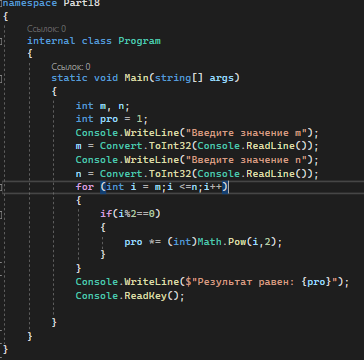 namespace Part18
{
Ссылок: 0
internal class Program
{
Ссылок: 0
static void Main(string[] args)
{
int m, n;
int pro = 1;
Console.WriteLine("Введите значение m");
m = Convert.ToInt32(Console.ReadLine());
Console.WriteLine("Введите значение n");
n = Convert.ToInt32(Console.ReadLine());
for (int i = m;i <=n;i++)
{
if(i%2==0)
{
pro *= (int)Math.Pow(i,2);
}
}
Console.WriteLine($"Результат равен: {pro}");
Console.ReadKey();
}
}
}